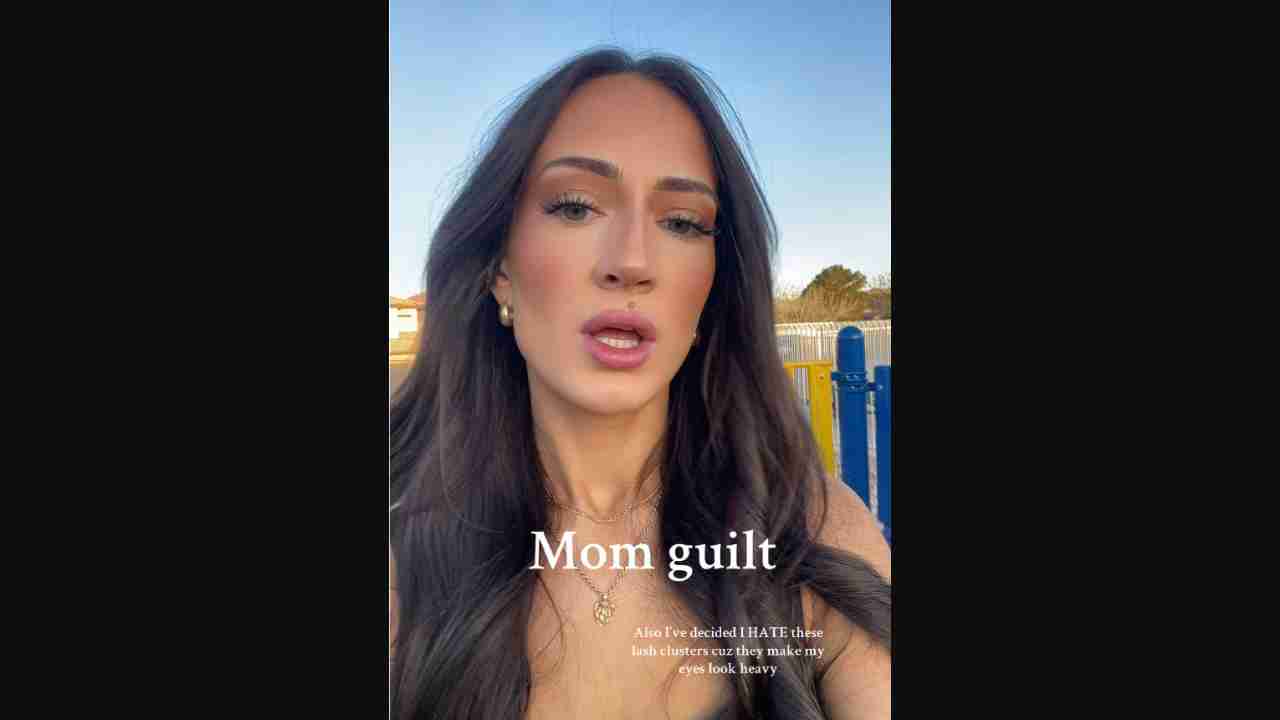 Mom guilt
Also I've decided I HATE these
lash clusters cuz they make my
eyes look heavy